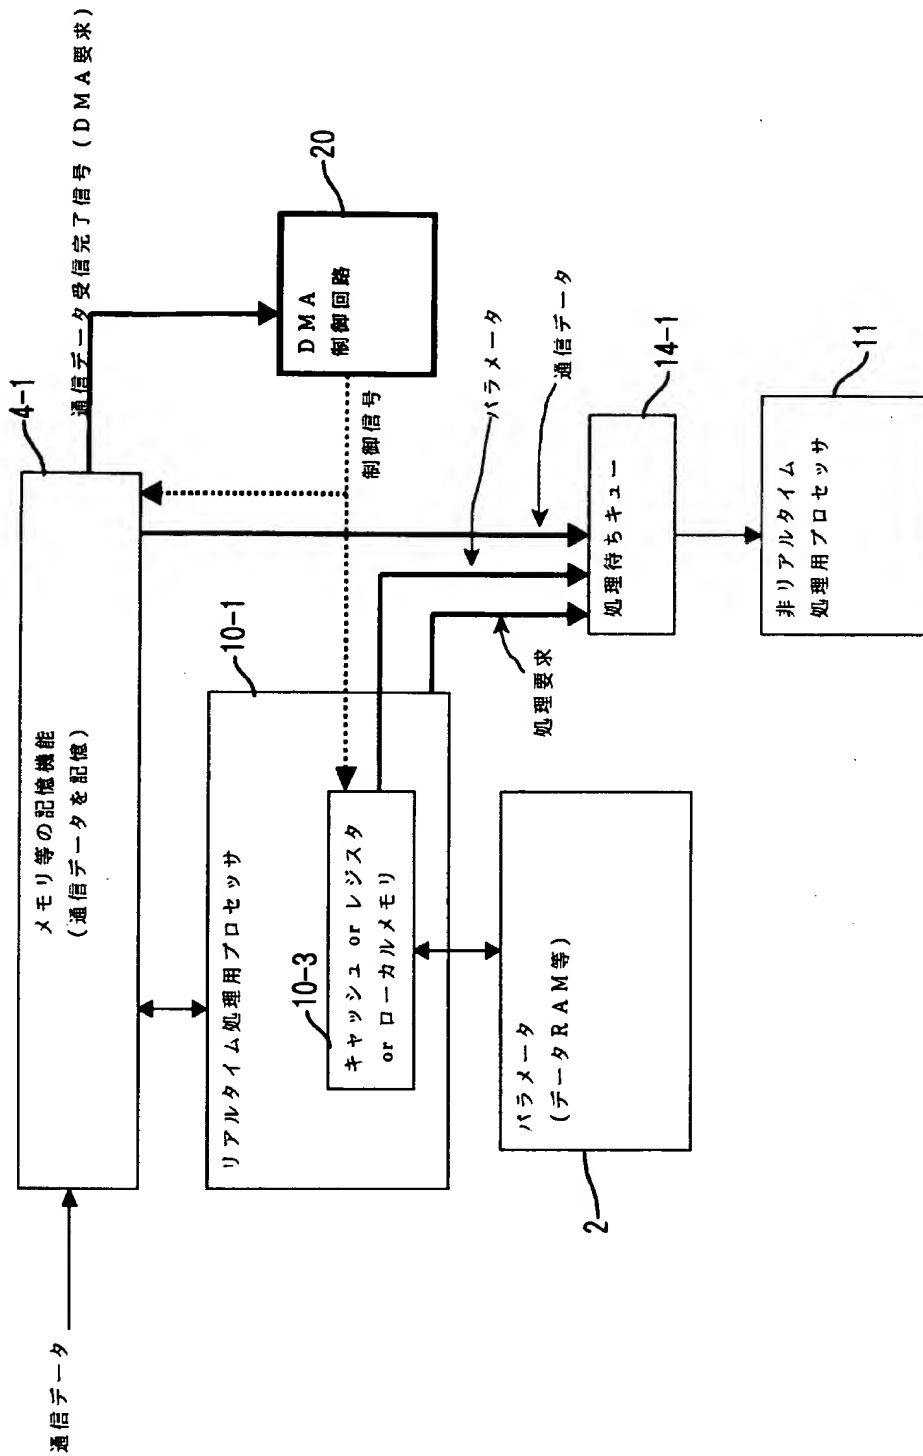 通信データ
メモリ等の記憶機能
(通信データを記憶)
4-1
通信データ受信完了信号(DMA要求)
リアルタイム処理用プロセッサ
10-1
10-3
キャッシュ or レジスタ
or ローカルメモリ
制御信号
DMA
制御回路
20
パラメータ
(データRAM等)
2
処理要求
パラメータ
通信データ
処理待ちキュー
14-1
非リアルタイム
処理用プロセッサ
11